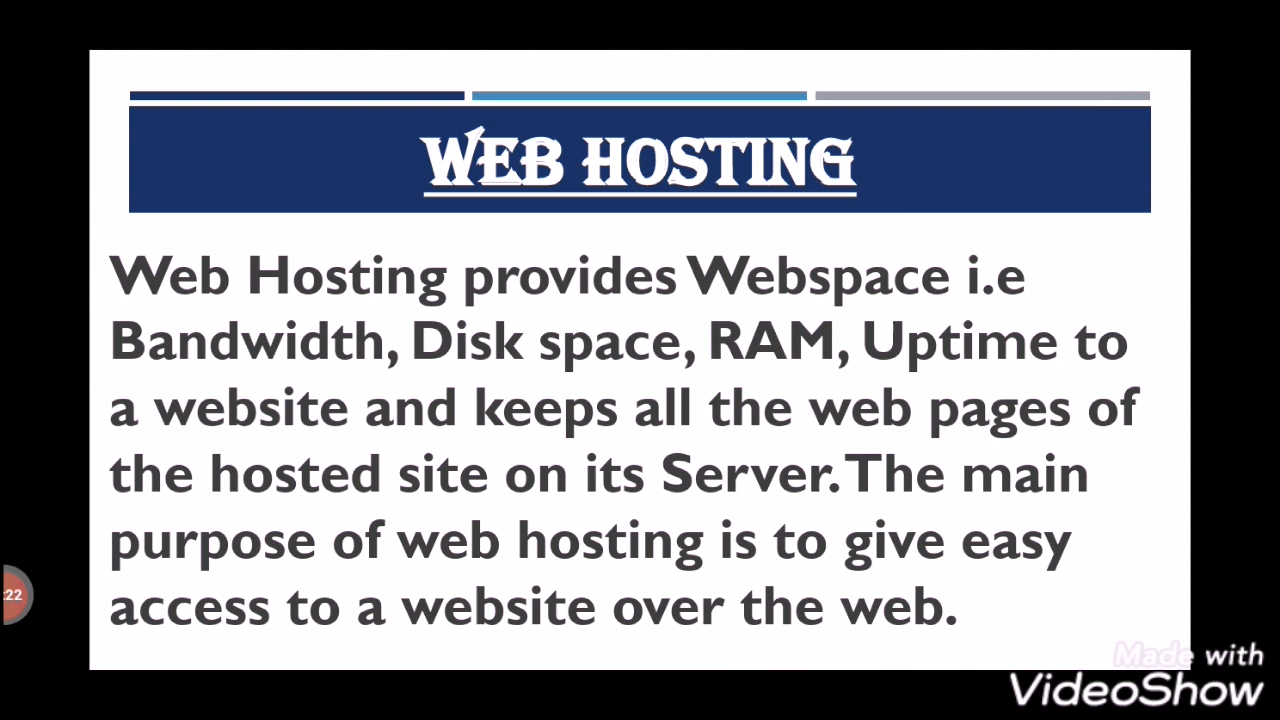 WEB HOSTING
Web Hosting provides Webspace i.e
Bandwidth, Disk space, RAM, Uptime to
a website and keeps all the web pages of
the hosted site on its Server. The main
purpose of web hosting is to give easy
access to a website over the web.
:22
Made with
VideoShow